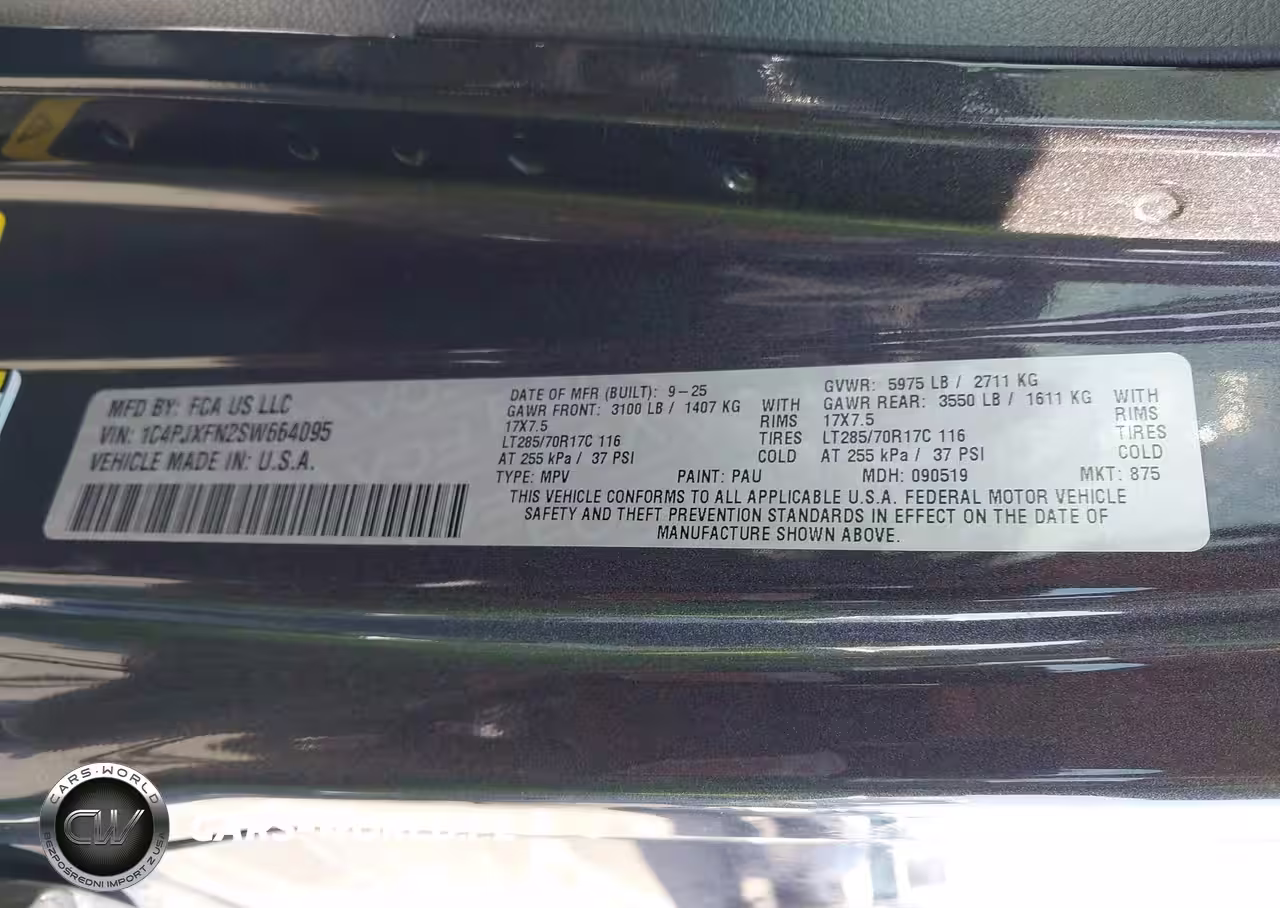 MFD BY: FCA US LLC
VIN: 1C4PJXFN2SW664095
VEHICLE MADE IN: U.S.A.
DATE OF MFR (BUILT): 9-25 GVWR: 5975 LB / 2711 KG
GAWR FRONT: 3100 LB / 1407 KG WITH GAWR REAR: 3550 LB / 1611 KG WITH
17X7.5 RIMS 17X7.5 RIMS
LT285/70R17C 116 TIRES LT285/70R17C 116 TIRES
AT 255 kPa / 37 PSI COLD AT 255 kPa / 37 PSI COLD
TYPE: MPV PAINT: PAU MDH: 090519 MKT: 875
THIS VEHICLE CONFORMS TO ALL APPLICABLE U.S.A. FEDERAL MOTOR VEHICLE
SAFETY AND THEFT PREVENTION STANDARDS IN EFFECT ON THE DATE OF
MANUFACTURE SHOWN ABOVE.
CARS-WORLD
CW
BEZPOŚREDNI IMPORT Z USA